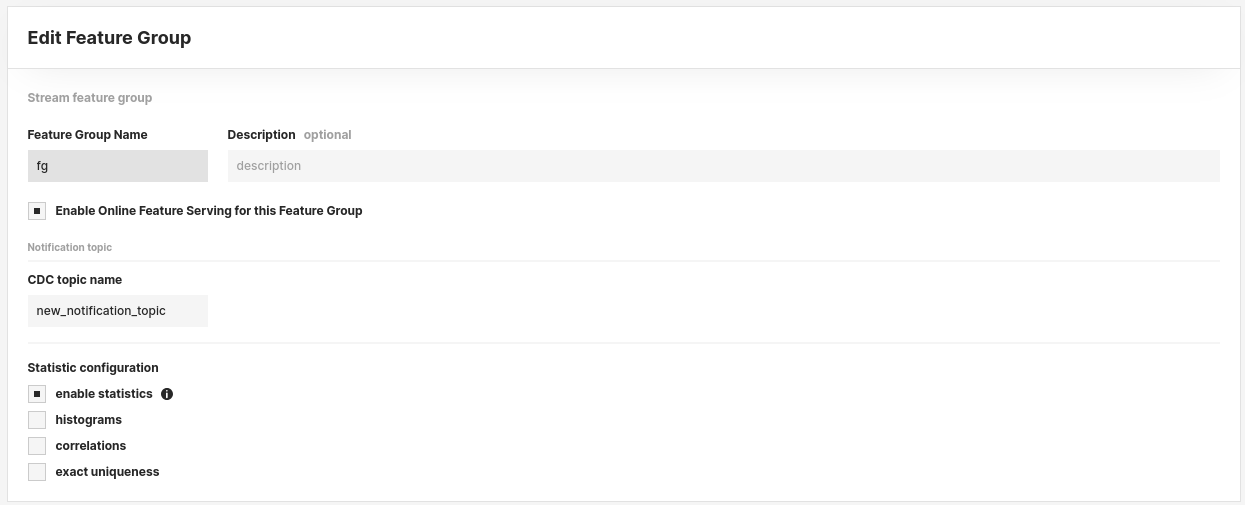 Edit Feature Group
Stream feature group
Feature Group Name
Description optional
fg
description
Enable Online Feature Serving for this Feature Group
Notification topic
CDC topic name
new_notification_topic
Statistic configuration
enable statistics
histograms
correlations
exact uniqueness